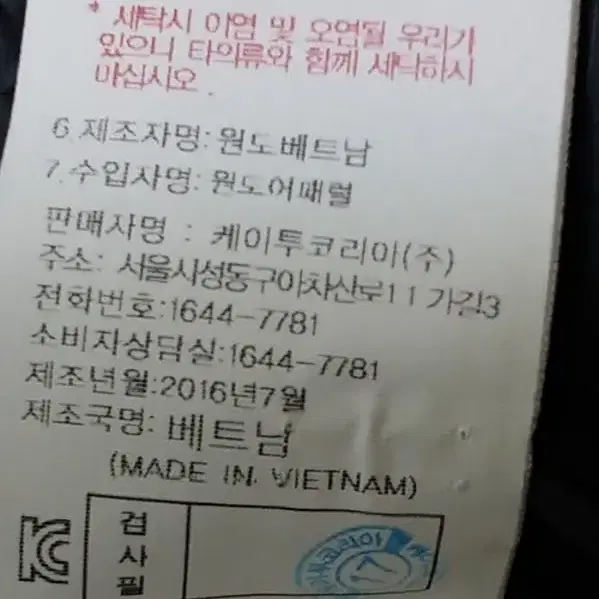 * 세탁시 이염 및 오염될 우려가
있으니 타의류와 함께 세탁하시
마십시오.
6.제조자명:원도베트남
7.수입자명:원도어패럴
판매자명 : 케이투코리아(주)
주소: 서울시성동구아차산로11가길3
전화번호:1644-7781
소비자상담실:1644-7781
제조년월:2016년7월
제조국명: 베트남
(MADE IN VIETNAM)
검
사
필
코리아